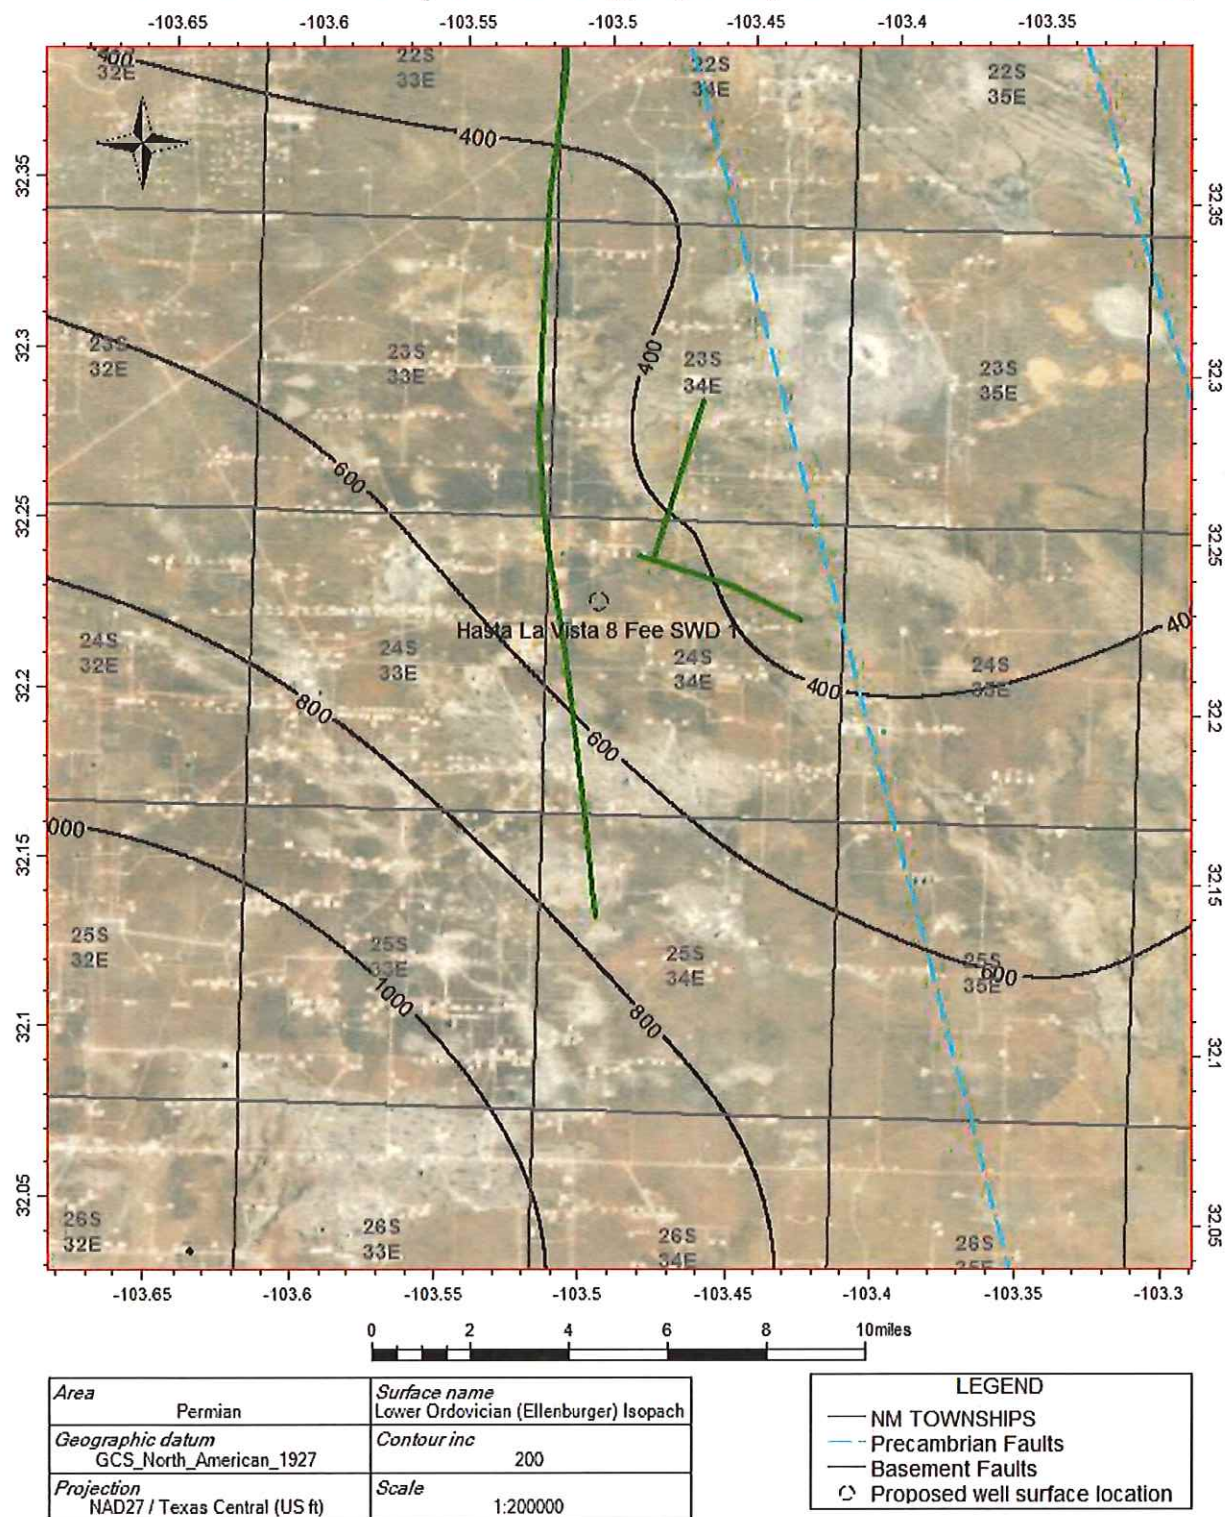 -103.65 -103.6 -103.55 -103.5 -103.45 -103.4 -103.35
400
32E
22S
33E
22S
34E
22S
35E
400
32.35
32.35
23S
32E
23S
33E
400
23S
34E
23S
35E
32.3
32.3
600
32.25
32.25
Hasta La Vista 8 Fee SWD 1
40
24S
32E
24S
33E
24S
34E
24S
35E
400
32.2
32.2
800
600
000
32.15
32.15
25S
32E
25S
33E
25S
34E
25S
35E
600
1000
800
32.1
32.1
32.05
32.05
26S
32E
26S
33E
26S
34E
26S
35E
-103.65 -103.6 -103.55 -103.5 -103.45 -103.4 -103.35 -103.3
0 2 4 6 8 10miles
Area
Permian
Surface name
Lower Ordovician (Ellenburger) Isopach
Geographic datum
GCS_North_American_1927
Contour inc
200
Projection
NAD27 / Texas Central (US ft)
Scale
1:200000
LEGEND
NM TOWNSHIPS
Precambrian Faults
Basement Faults
Proposed well surface location